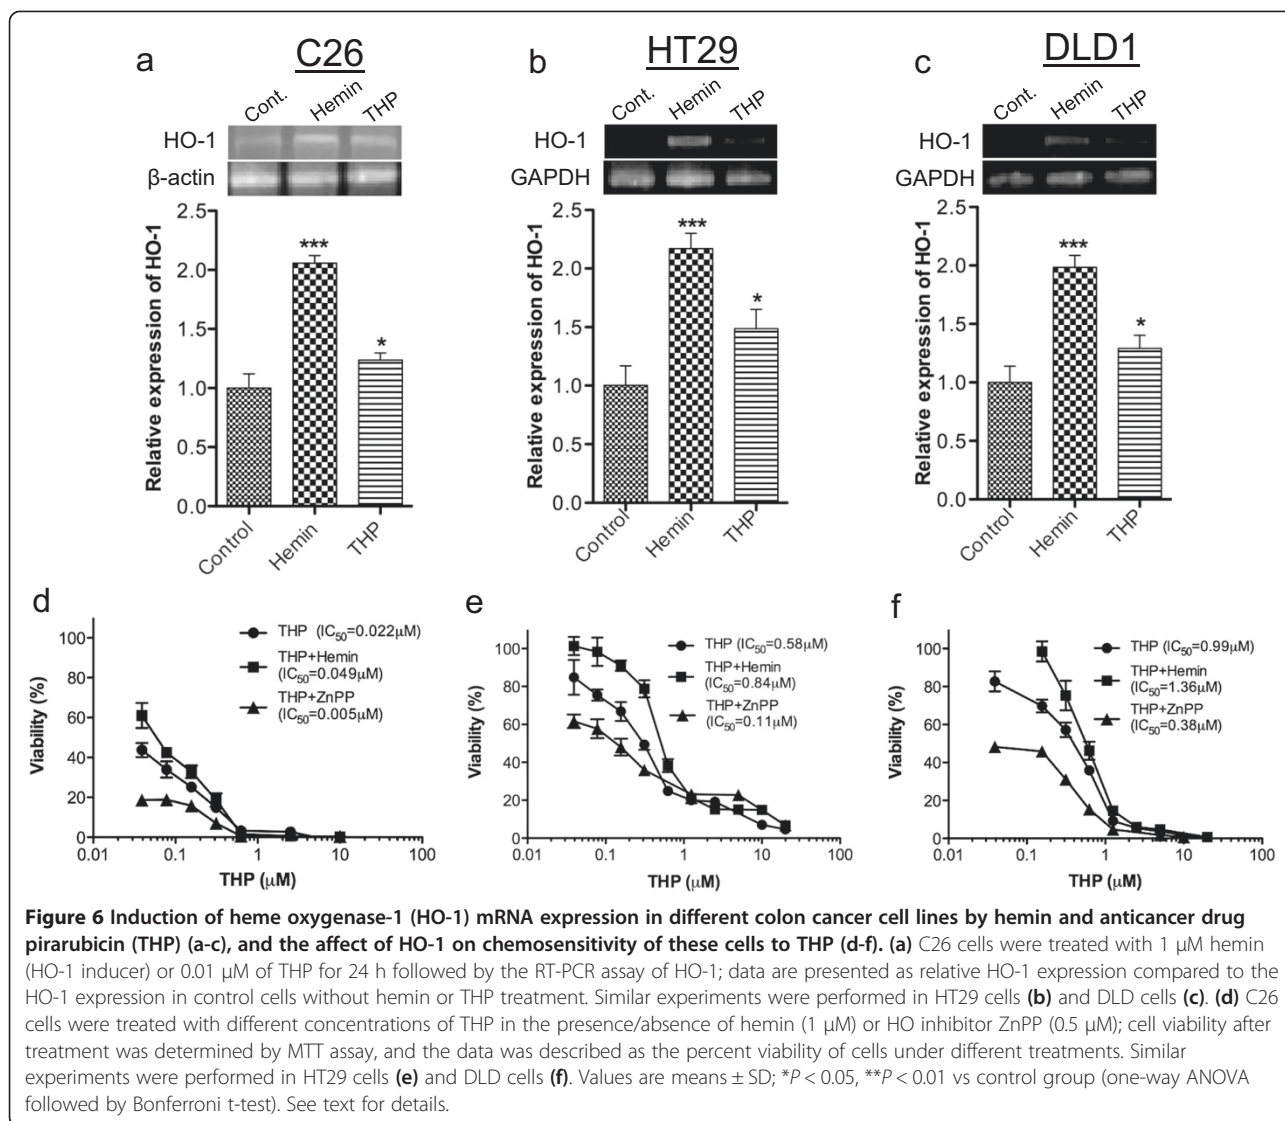 a
C26
Cont.
Hemin
THP
HO-1
β-actin
Relative expression of HO-1
2.5
2.0
1.5
1.0
0.5
0.0
***
*
Control
Hemin
THP
b
HT29
Cont.
Hemin
THP
HO-1
GAPDH
Relative expression of HO-1
2.5
2.0
1.5
1.0
0.5
0.0
***
*
Control
Hemin
THP
c
DLD1
Cont.
Hemin
THP
HO-1
GAPDH
Relative expression of HO-1
2.5
2.0
1.5
1.0
0.5
0.0
***
*
Control
Hemin
THP
d
Viability (%)
100
80
60
40
20
0
0.01
0.1
1
10
100
THP (μM)
THP (IC50=0.022μM)
THP+Hemin
(IC50=0.049μM)
THP+ZnPP
(IC50=0.005μM)
e
Viability (%)
100
80
60
40
20
0
0.01
0.1
1
10
100
THP (μM)
THP (IC50=0.58μM)
THP+Hemin
(IC50=0.84μM)
THP+ZnPP
(IC50=0.11μM)
f
Viability (%)
100
80
60
40
20
0
0.01
0.1
1
10
100
THP (μM)
THP (IC50=0.99μM)
THP+Hemin
(IC50=1.36μM)
THP+ZnPP
(IC50=0.38μM)
Figure 6 Induction of heme oxygenase-1 (HO-1) mRNA expression in different colon cancer cell lines by hemin and anticancer drug
pirarubicin (THP) (a-c), and the affect of HO-1 on chemosensitivity of these cells to THP (d-f). (a) C26 cells were treated with 1 μM hemin
(HO-1 inducer) or 0.01 μM of THP for 24 h followed by the RT-PCR assay of HO-1; data are presented as relative HO-1 expression compared to the
HO-1 expression in control cells without hemin or THP treatment. Similar experiments were performed in HT29 cells (b) and DLD cells (c). (d) C26
cells were treated with different concentrations of THP in the presence/absence of hemin (1 μM) or HO inhibitor ZnPP (0.5 μM); cell viability after
treatment was determined by MTT assay, and the data was described as the percent viability of cells under different treatments. Similar
experiments were performed in HT29 cells (e) and DLD cells (f). Values are means ± SD; *P < 0.05, **P < 0.01 vs control group (one-way ANOVA
followed by Bonferroni t-test). See text for details.